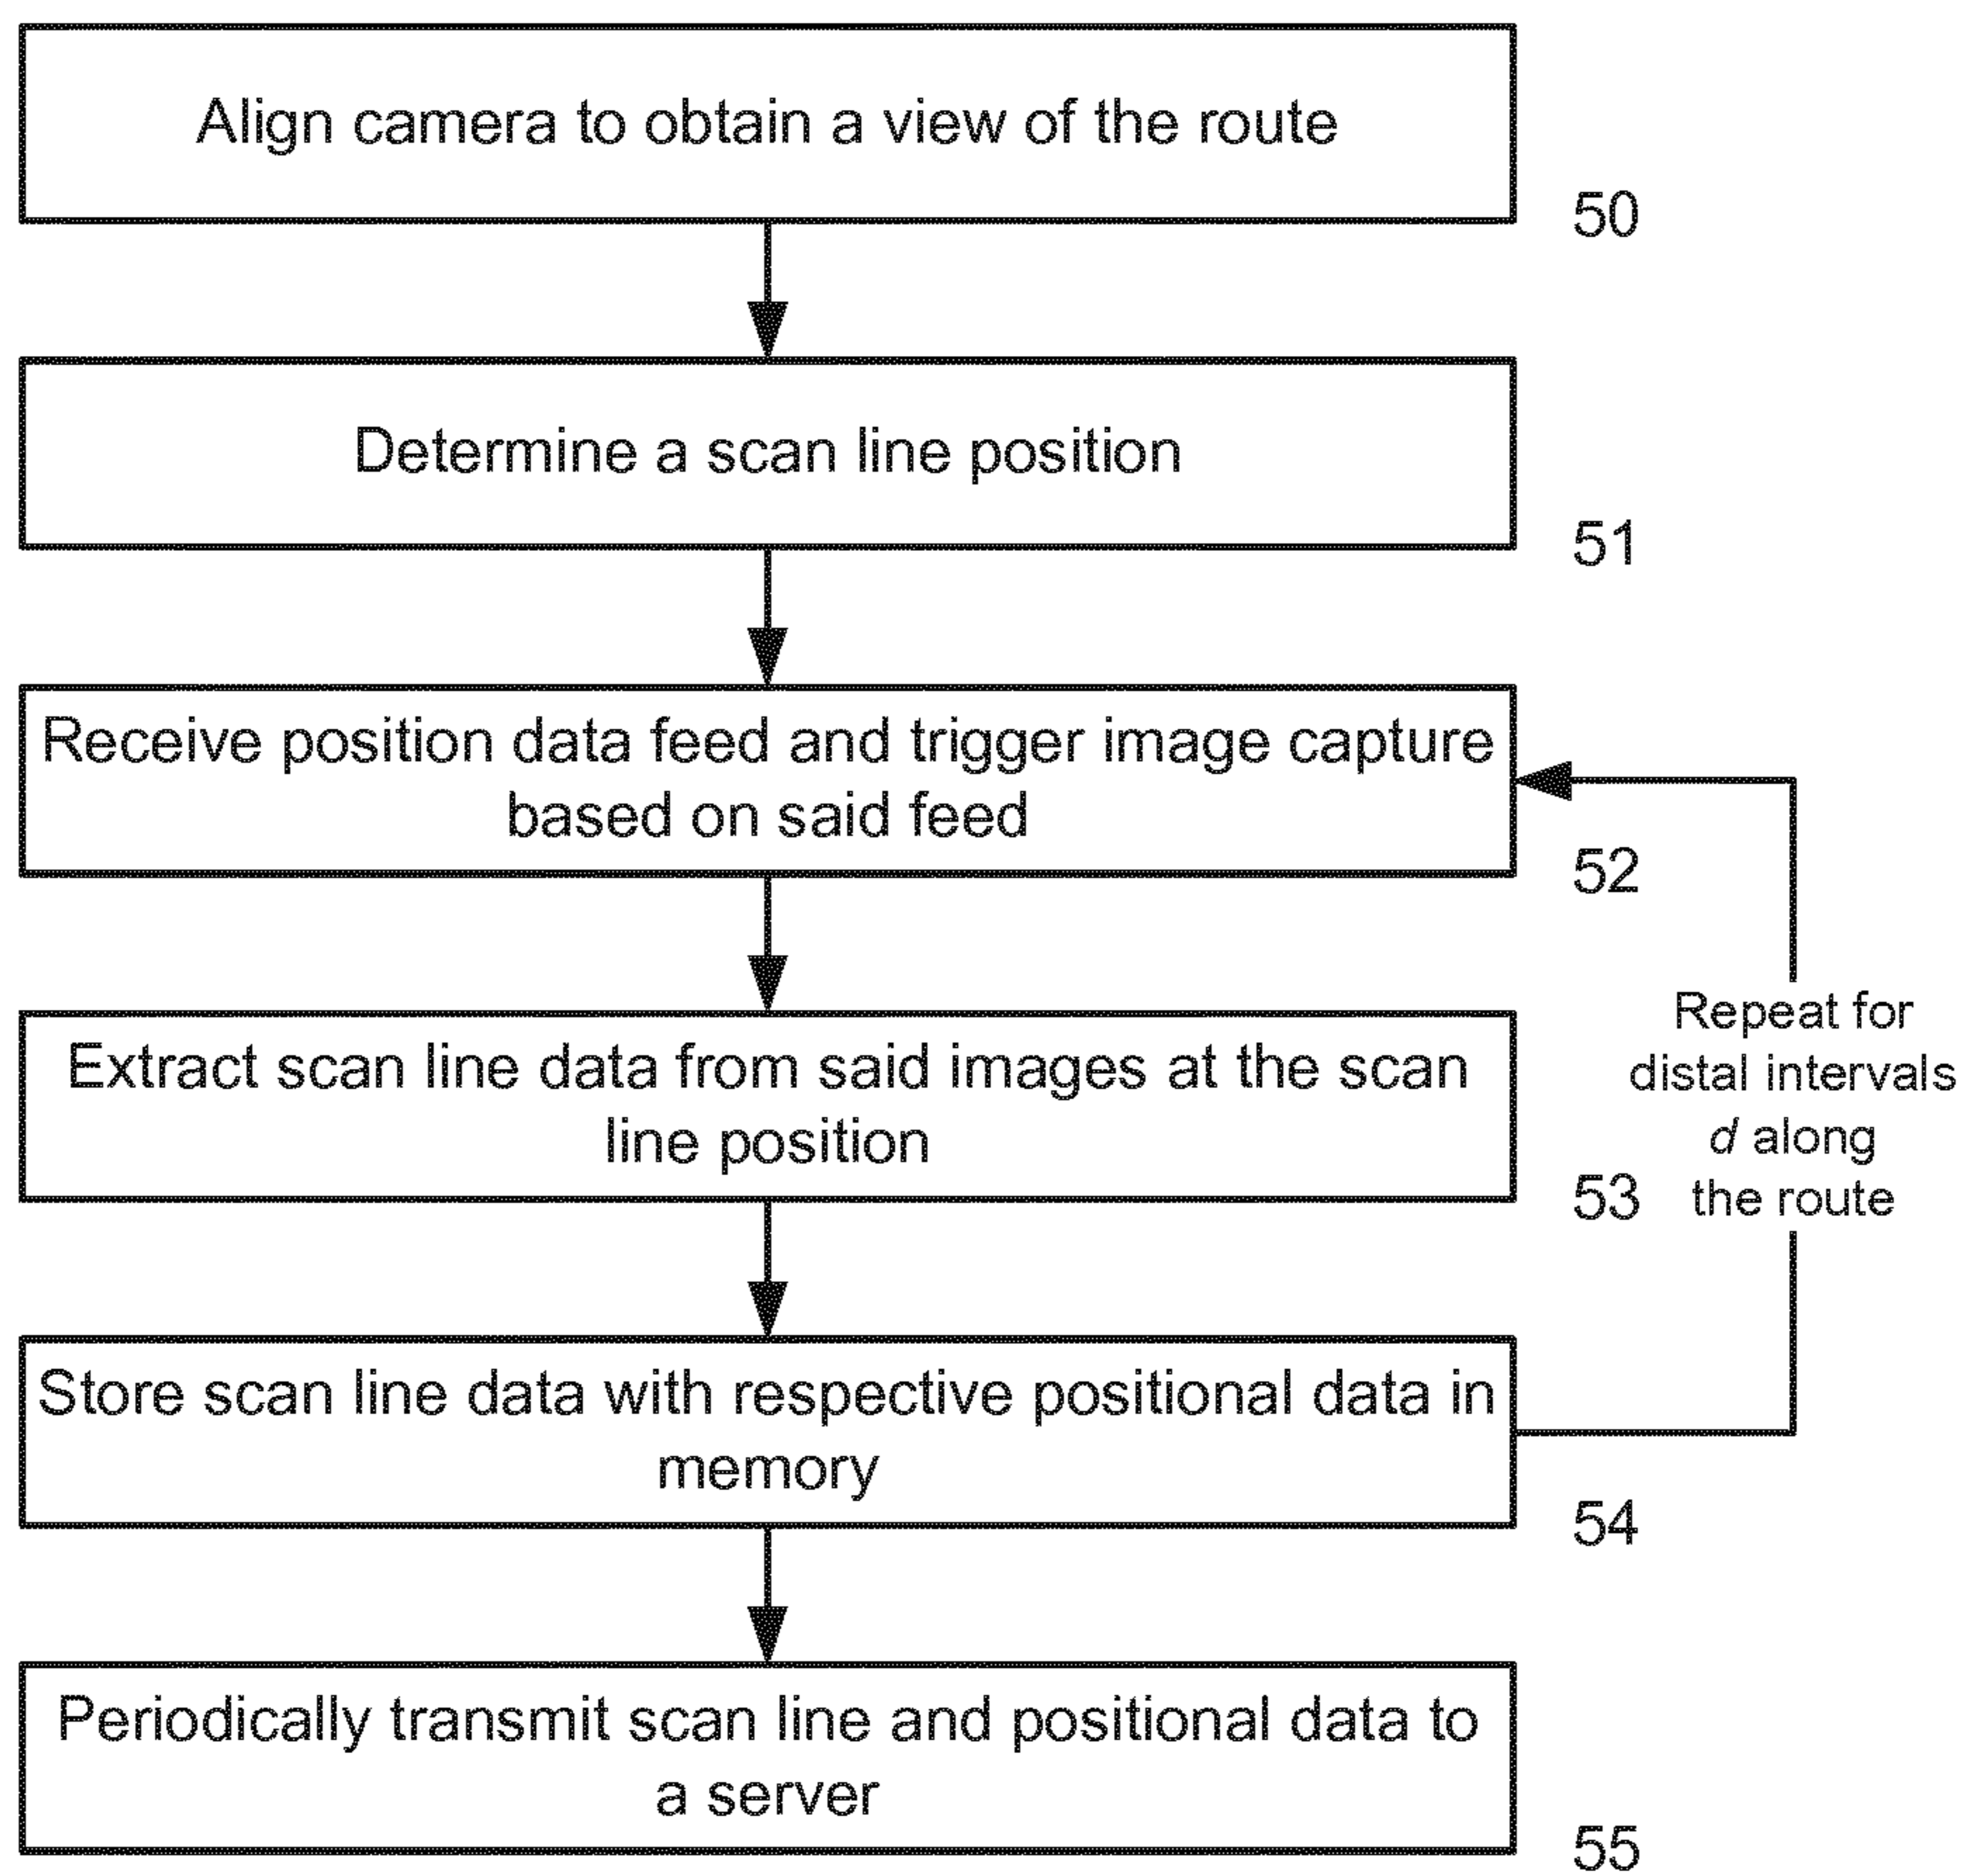 Align camera to obtain a view of the route
50
Determine a scan line position
51
Receive position data feed and trigger image capture
based on said feed
52
Extract scan line data from said images at the scan
line position
53
Repeat for
distal intervals
d along
the route
Store scan line data with respective positional data in
memory
54
Periodically transmit scan line and positional data to
a server
55